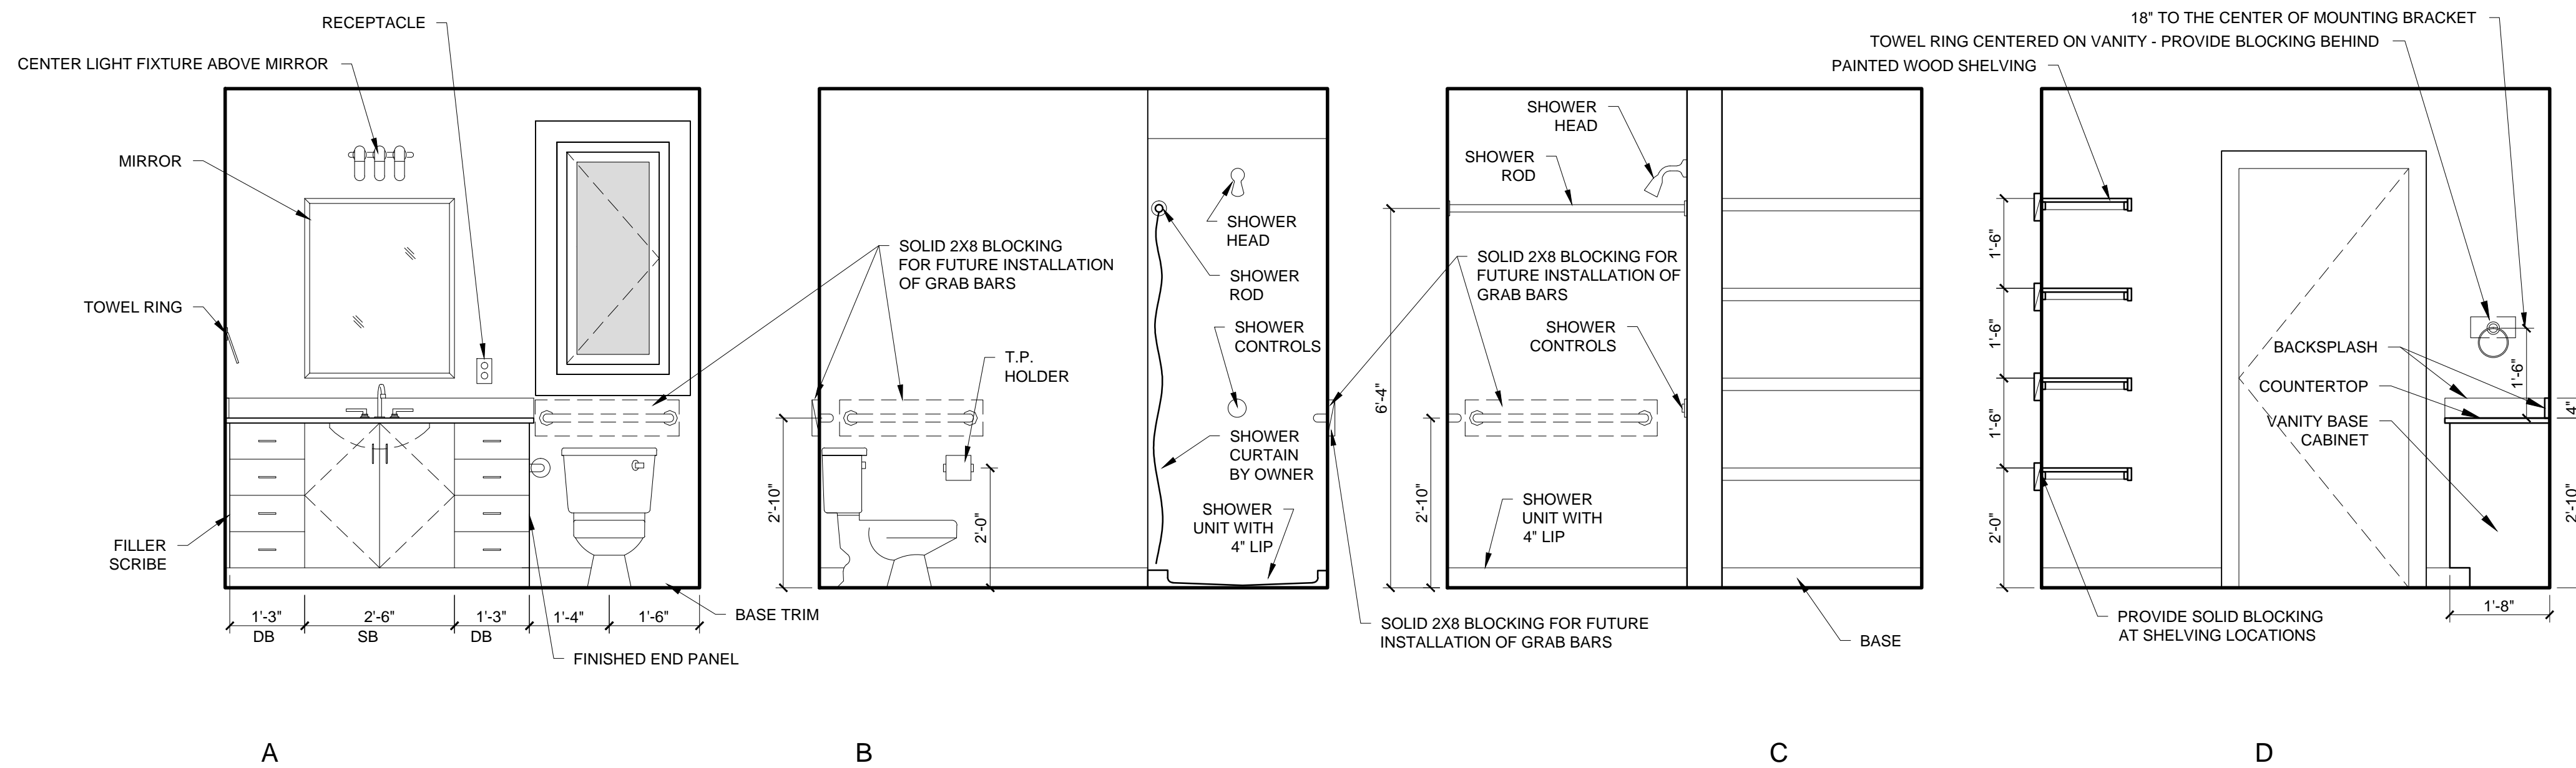 RECEPTACLE
CENTER LIGHT FIXTURE ABOVE MIRROR
MIRROR
TOWEL RING
FILLER
SCRIBE
1'-3"
2'-6"
1'-3"
1'-4"
1'-6"
DB
SB
DB
BASE TRIM
FINISHED END PANEL
A
SOLID 2X8 BLOCKING
FOR FUTURE INSTALLATION
OF GRAB BARS
T.P.
HOLDER
2'-10"
2'-0"
SHOWER
HEAD
SHOWER
ROD
SHOWER
CONTROLS
SHOWER
CURTAIN
BY OWNER
SHOWER
UNIT WITH
4" LIP
SOLID 2X8 BLOCKING FOR FUTURE
INSTALLATION OF GRAB BARS
B
SHOWER
HEAD
SHOWER
ROD
SOLID 2X8 BLOCKING FOR
FUTURE INSTALLATION OF
GRAB BARS
SHOWER
CONTROLS
6'-4"
2'-10"
SHOWER
UNIT WITH
4" LIP
BASE
C
18" TO THE CENTER OF MOUNTING BRACKET
TOWEL RING CENTERED ON VANITY - PROVIDE BLOCKING BEHIND
PAINTED WOOD SHELVING
1'-6"
1'-6"
1'-6"
2'-0"
BACKSPLASH
COUNTERTOP
VANITY BASE
CABINET
1'-6"
4"
2'-10"
1'-8"
PROVIDE SOLID BLOCKING
AT SHELVING LOCATIONS
D